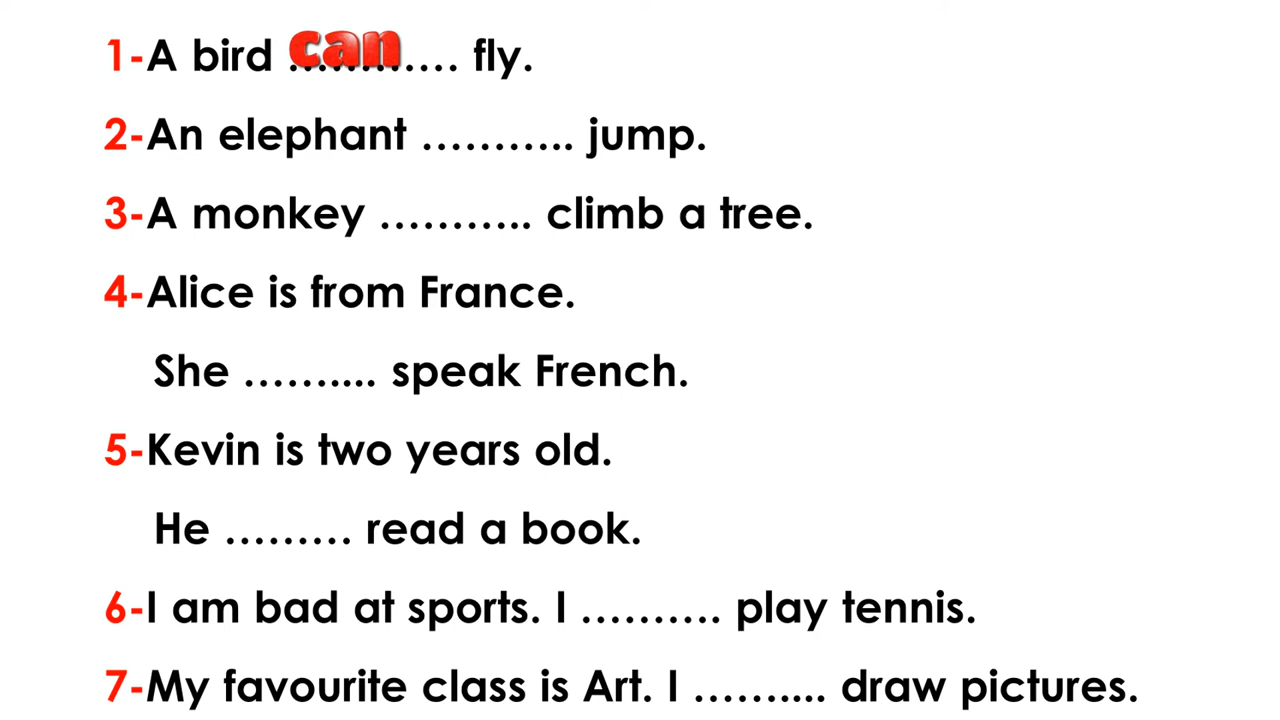 1-A bird can………… fly.
2-An elephant ……….. jump.
3-A monkey ……….. climb a tree.
4-Alice is from France.
She …….... speak French.
5-Kevin is two years old.
He ……… read a book.
6-I am bad at sports. I ………. play tennis.
7-My favourite class is Art. I …….... draw pictures.